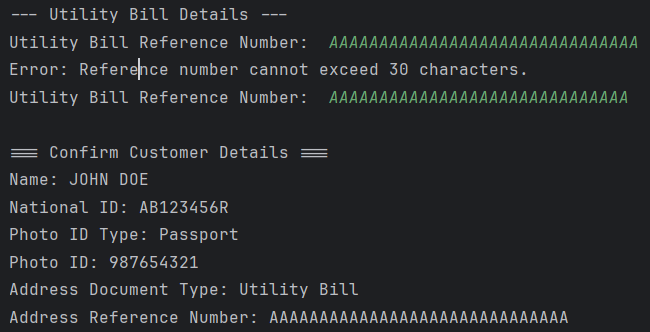 --- Utility Bill Details ---
Utility Bill Reference Number:  AAAAAAAAAAAAAAAAAAAAAAAAAAAAAAA
Error: Reference number cannot exceed 30 characters.
Utility Bill Reference Number:  AAAAAAAAAAAAAAAAAAAAAAAAAAAAAA
=== Confirm Customer Details ===
Name: JOHN DOE
National ID: AB123456R
Photo ID Type: Passport
Photo ID: 987654321
Address Document Type: Utility Bill
Address Reference Number: AAAAAAAAAAAAAAAAAAAAAAAAAAAAAA